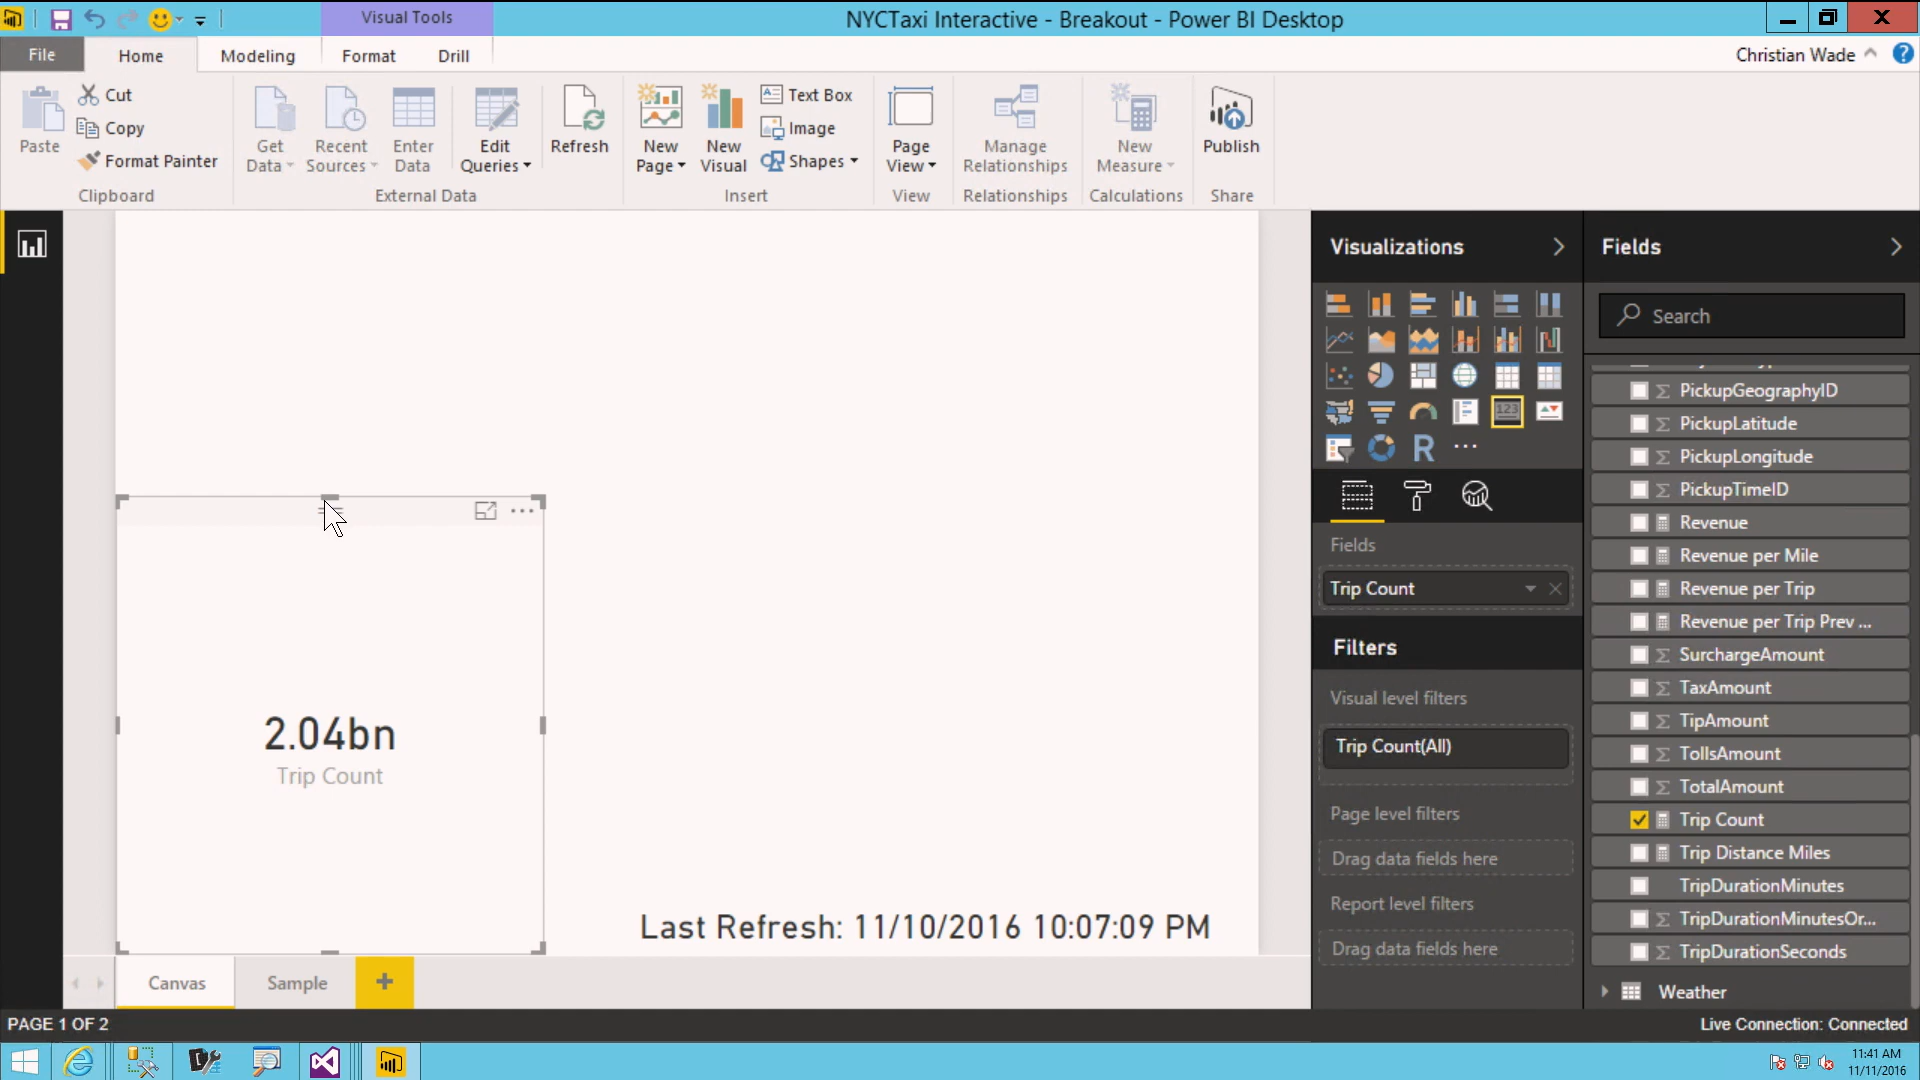 Visual Tools
NYCTaxi Interactive - Breakout - Power BI Desktop
File
Home
Modeling
Format
Drill
Christian Wade
Paste
Cut
Copy
Format Painter
Clipboard
Get Data
Recent Sources
Enter Data
Edit Queries
Refresh
External Data
New Page
New Visual
Text Box
Image
Shapes
Insert
Page View
View
Manage Relationships
Relationships
New Measure
Calculations
Publish
Share
2.04bn
Trip Count
Last Refresh: 11/10/2016 10:07:09 PM
Visualizations
123
R
Fields
Trip Count
Filters
Visual level filters
Trip Count(All)
Page level filters
Drag data fields here
Report level filters
Drag data fields here
Fields
Search
PickupGeographyID
PickupLatitude
PickupLongitude
PickupTimeID
Revenue
Revenue per Mile
Revenue per Trip
Revenue per Trip Prev ...
SurchargeAmount
TaxAmount
TipAmount
TollsAmount
TotalAmount
Trip Count
Trip Distance Miles
TripDurationMinutes
TripDurationMinutesOr...
TripDurationSeconds
Weather
Canvas
Sample
PAGE 1 OF 2
Live Connection: Connected
11:41 AM
11/11/2016